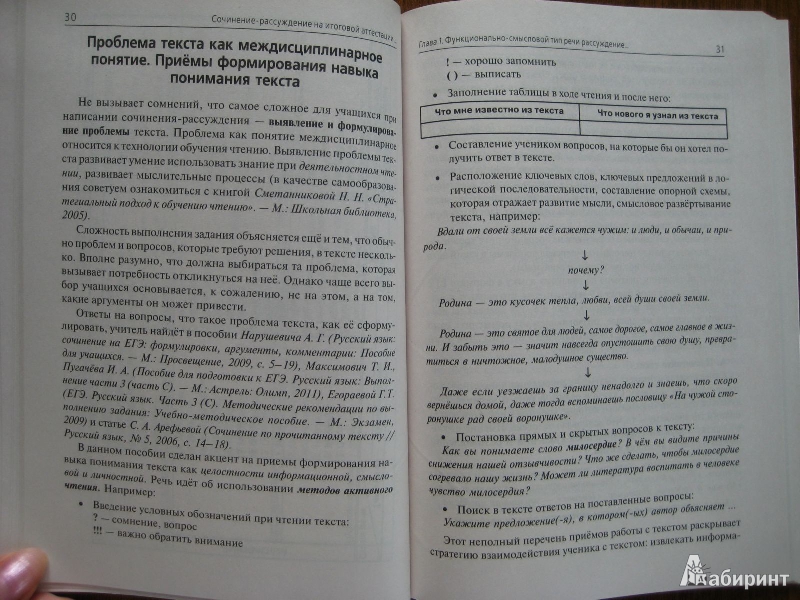 30
Сочинение-рассуждение на итоговой аттестации...
Проблема текста как междисциплинарное
понятие. Приёмы формирования навыка
понимания текста
Не вызывает сомнений, что самое сложное для учащихся при
написании сочинения-рассуждения — выявление и формулирова-
ние проблемы текста. Проблема как понятие междисциплинарное
относится к технологии обучения чтению. Выявление проблемы тек-
ста развивает умение использовать знание при деятельностном чте-
нии, развивает мыслительные процессы (в качестве самообразова-
ния советуем ознакомиться с книгой Сметанниковой Н. Н. «Стра-
тегиальный подход к обучению чтению». — М.: Школьная библиотека,
2005).
Сложность выполнения задания объясняется ещё и тем, что обыч-
но проблем и вопросов, которые требуют решения, в тексте несколь-
ко. Вполне разумно, что должна выбираться та проблема, которая
вызывает потребность откликнуться на неё. Однако чаще всего вы-
бор учащихся основывается, к сожалению, не на этом, а на том,
какие аргументы он может привести.
Ответы на вопросы, что такое проблема текста, как её сформу-
лировать, учитель найдёт в пособии Нарушевича А. Г. (Русский язык:
сочинение на ЕГЭ: формулировки, аргументы, комментарии: Пособие
для учащихся. — М.: Просвещение, 2009, с. 5—19), Максимович Т. И.,
Пугачёва И. А. (Пособие для подготовки к ЕГЭ. Русский язык: Выпол-
нение части 3 (часть С). — М.: Астрель: Олимп, 2011), Егораевой Г.Т.
(ЕГЭ. Русский язык. Часть 3 (С). Методические рекомендации по вы-
полнению задания: Учебно-методическое пособие. — М.: Экзамен,
2009) и статье С. А. Арефьевой (Сочинение по прочитанному тексту //
Русский язык, № 5, 2006, с. 14—18).
В данном пособии сделан акцент на приемы формирования на-
выка понимания текста как целостности информационной, смысло-
вой и личностной. Речь идёт об использовании методов активного
чтения. Например:
• Введение условных обозначений при чтении текста:
? — сомнение, вопрос
!!! — важно обратить внимание
Глава 1. Функционально-смысловой тип речи рассуждение...
31
! — хорошо запомнить
( ) — выписать
• Заполнение таблицы в ходе чтения и после него:
Что мне известно из текста
Что нового я узнал из текста
• Составление учеником вопросов, на которые бы он хотел по-
лучить ответ в тексте.
• Расположение ключевых слов, ключевых предложений в ло-
гической последовательности, составление опорной схемы,
которая отражает развитие мысли, смысловое развёртывание
текста, например:
Вдали от своей земли всё кажется чужим: и люди, и обычаи, и при-
рода.
↓
почему?
↓
Родина — это кусочек тепла, любви, всей души своей земли.
↓
Родина — это святое для людей, самое дорогое, самое главное в жиз-
ни. И забыть это — значит навсегда опустошить свою душу, превра-
титься в ничтожное, малодушное существо.
↓
Даже если уезжаешь за границу ненадолго и знаешь, что скоро
вернёшься домой, даже тогда вспоминаешь пословицу «На чужой сто-
ронушке рад своей воронушке».
• Постановка прямых и скрытых вопросов к тексту:
Как вы понимаете слово милосердие? В чём вы видите причины
снижения нашей отзывчивости? Что же сделать, чтобы милосердие
согревало нашу жизнь? Может ли литература воспитать в человеке
чувство милосердия?
• Поиск в тексте ответов на поставленные вопросы:
Укажите предложение(-я), в котором(-ых) автор объясняет ...
Этот неполный перечень приёмов работы с текстом раскрывает
стратегию взаимодействия ученика с текстом: извлекать информа-
Лабиринт